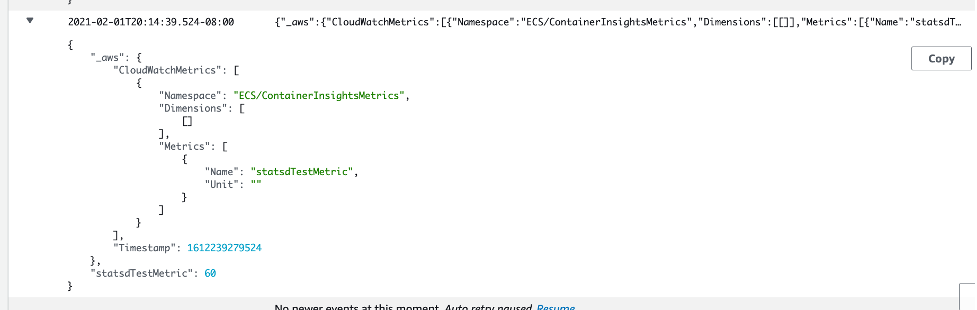 }
2021-02-01T20:14:39.524-08:00 {"_aws":{"CloudWatchMetrics":[{"Namespace":"ECS/ContainerInsightsMetrics","Dimensions":[[]],"Metrics":[{"Name":"statsdT…
{
"_aws": {
"CloudWatchMetrics": [
{
"Namespace": "ECS/ContainerInsightsMetrics",
"Dimensions": [
[]
],
"Metrics": [
{
"Name": "statsdTestMetric",
"Unit": ""
}
]
}
],
"Timestamp": 1612239279524
},
"statsdTestMetric": 60
}
Copy
No newer events at this moment. Auto retry paused. Resume